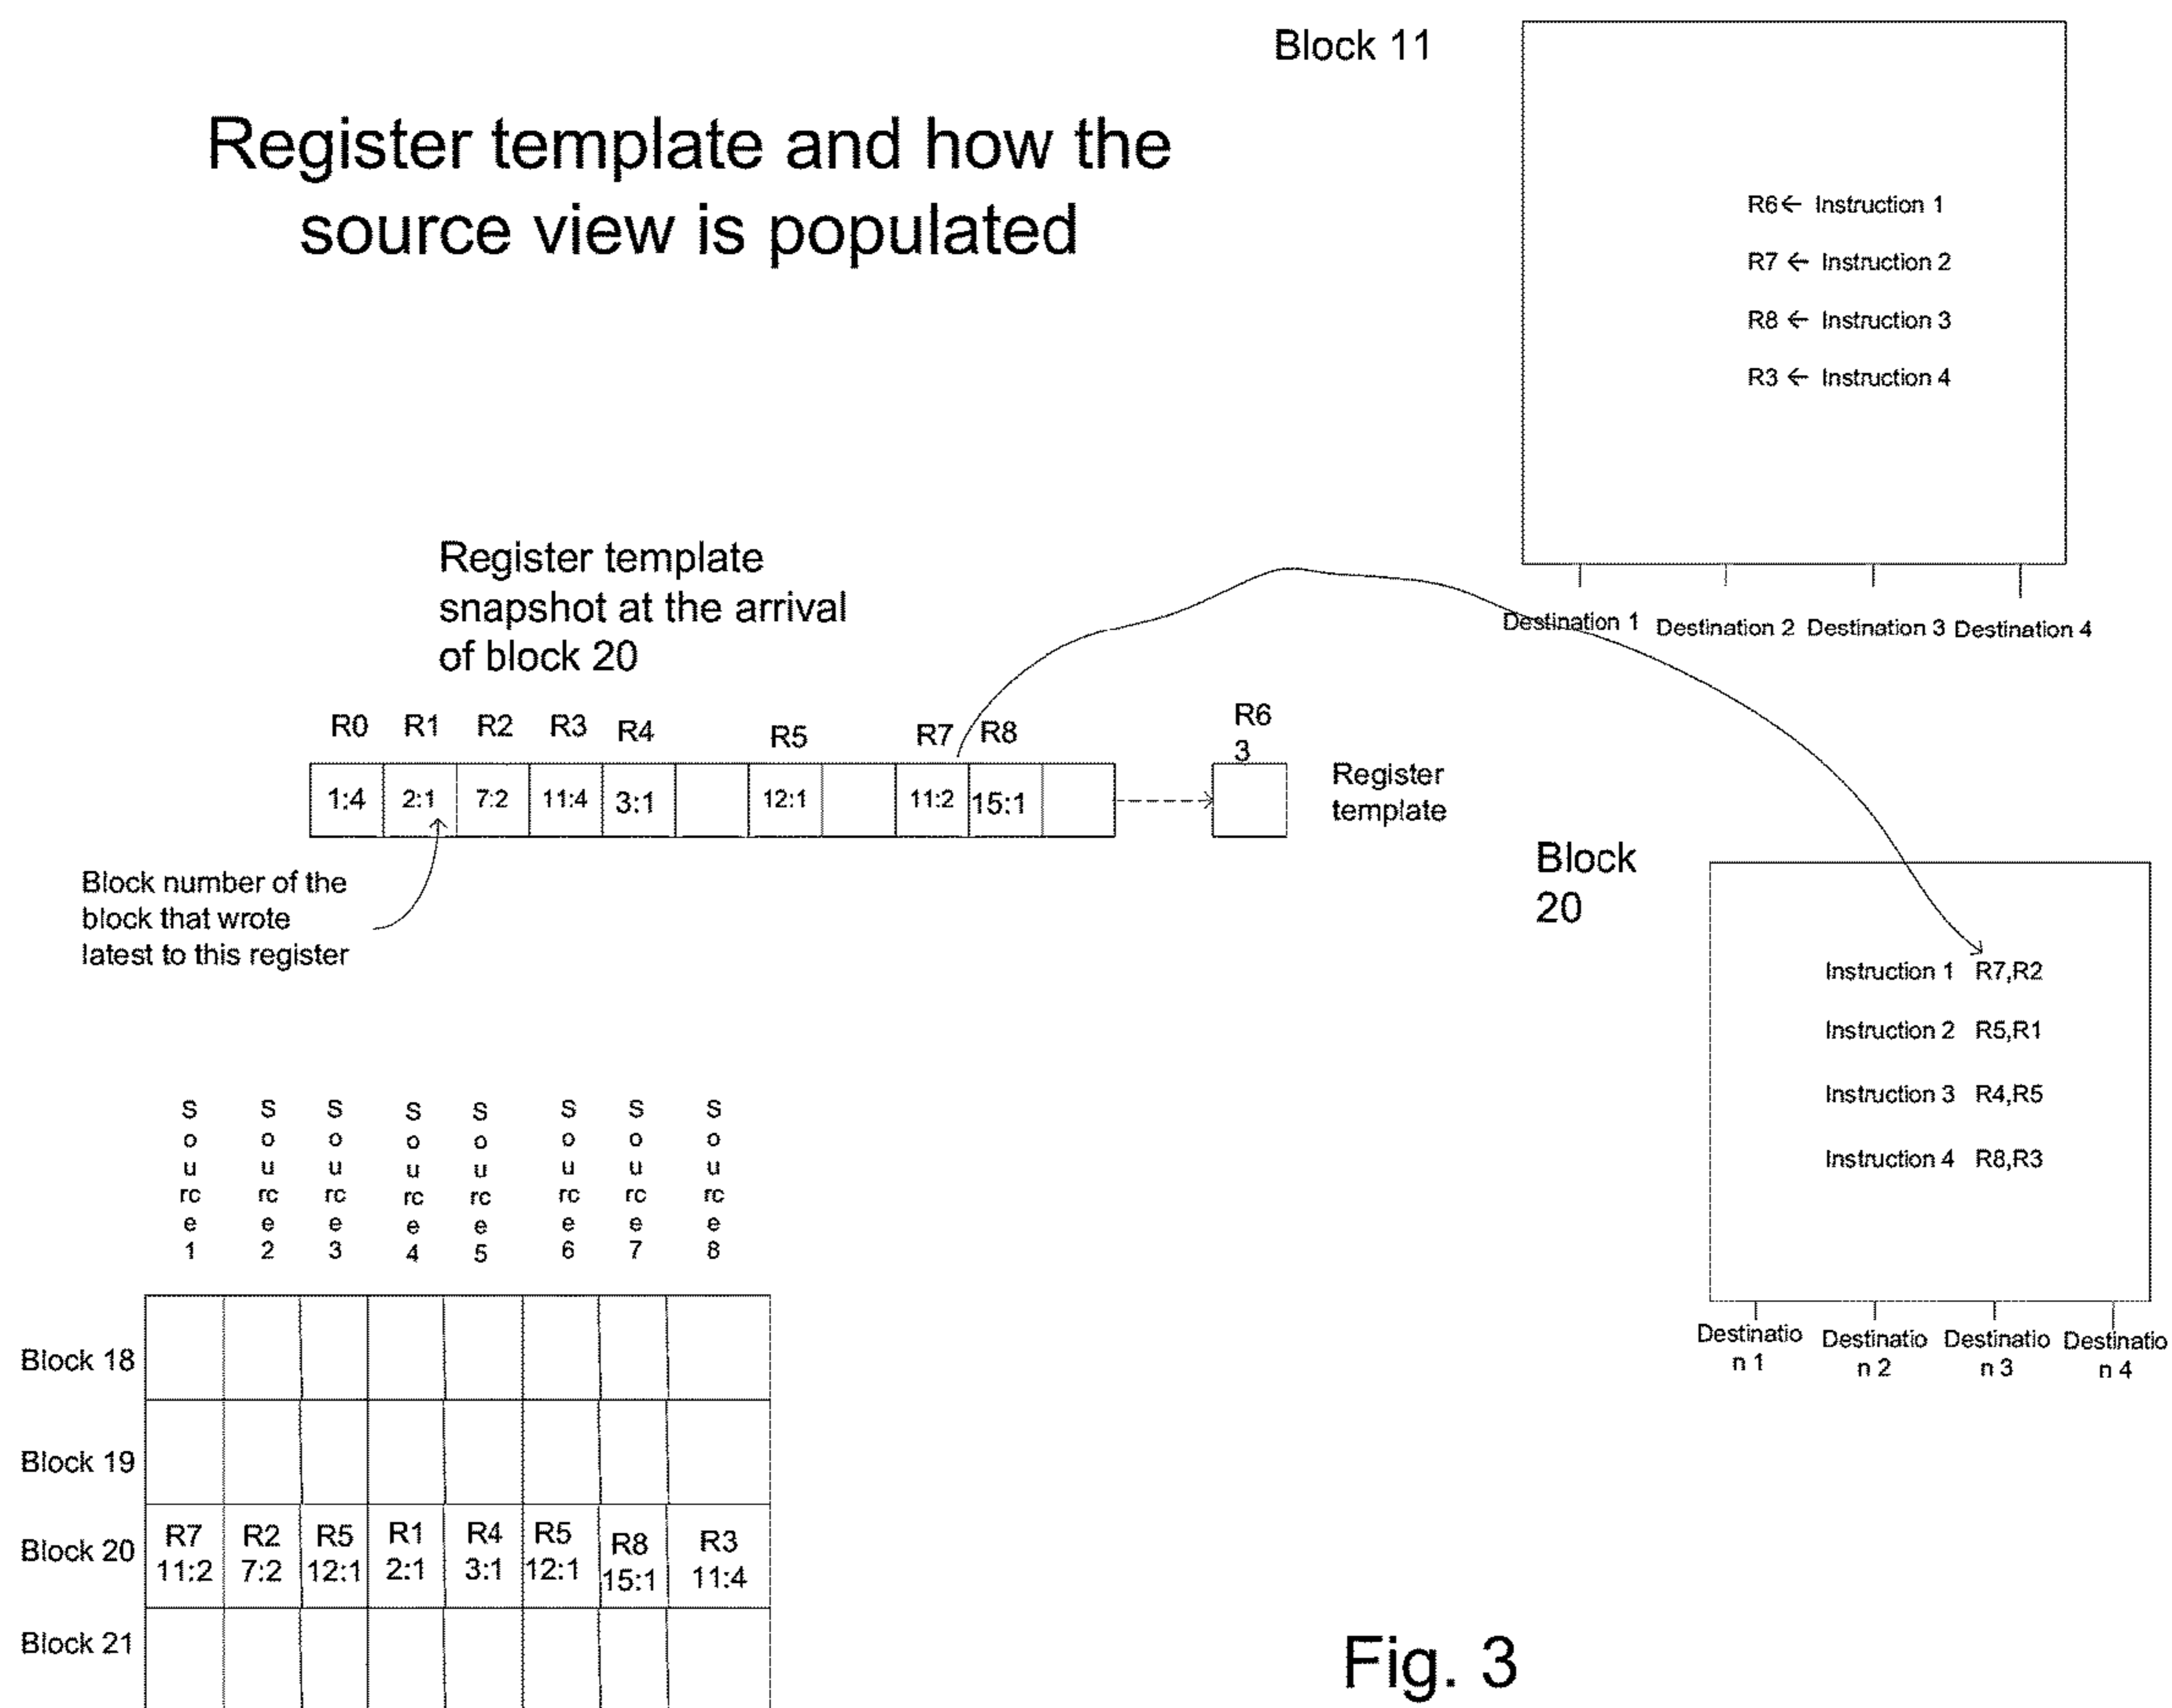 Register template and how the
source view is populated
Block 11
R6← Instruction 1
R7 ← Instruction 2
R8 ← Instruction 3
R3 ← Instruction 4
Destination 1 Destination 2 Destination 3 Destination 4
Register template
snapshot at the arrival
of block 20
R0 R1 R2 R3 R4 R5 R7 R8 R6
3
1:4 2:1 7:2 11:4 3:1 12:1 11:2 15:1
Register
template
Block number of the
block that wrote
latest to this register
Block
20
Instruction 1 R7,R2
Instruction 2 R5,R1
Instruction 3 R4,R5
Instruction 4 R8,R3
Destinatio Destinatio Destinatio Destinatio
n 1 n 2 n 3 n 4
S S S S S S S S
o o o o o o o o
u u u u u u u u
rc rc rc rc rc rc rc rc
e e e e e e e e
1 2 3 4 5 6 7 8
Block 18
Block 19
Block 20
R7 R2 R5 R1 R4 R5 R8 R3
11:2 7:2 12:1 2:1 3:1 12:1 15:1 11:4
Block 21
Fig. 3